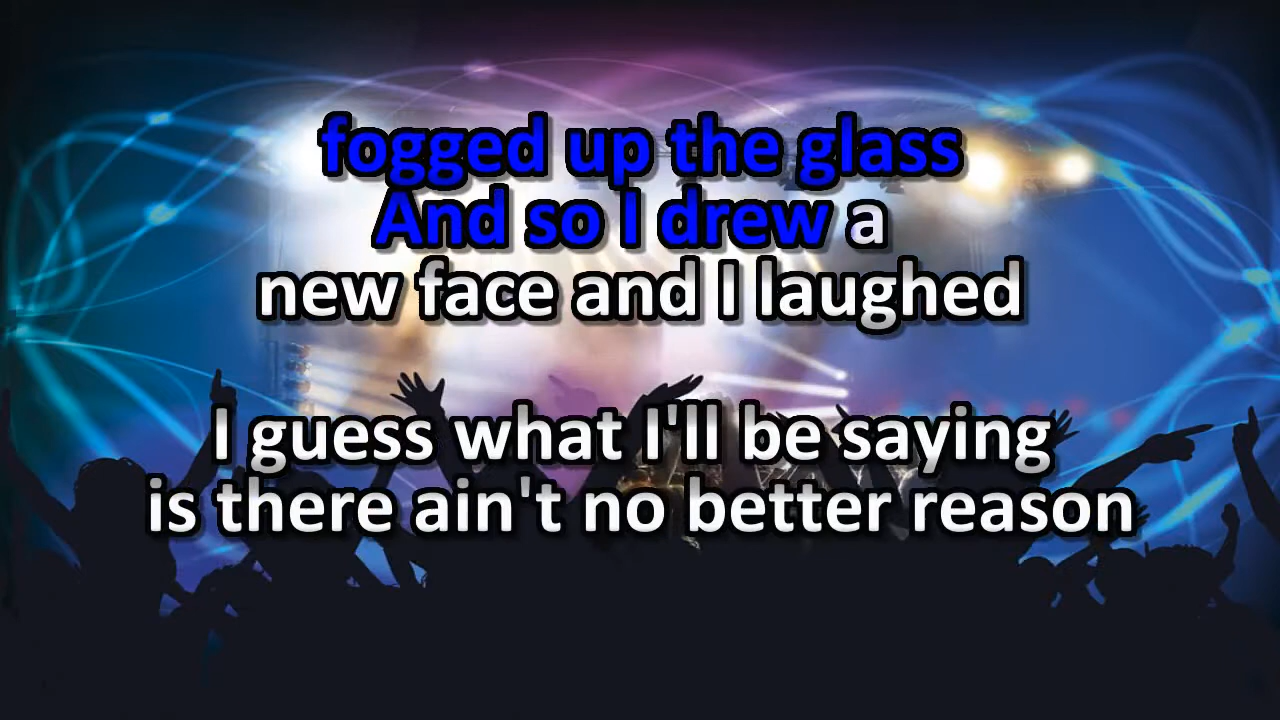 fogged up the glass
And so I drew a
new face and I laughed
I guess what I'll be saying
is there ain't no better reason